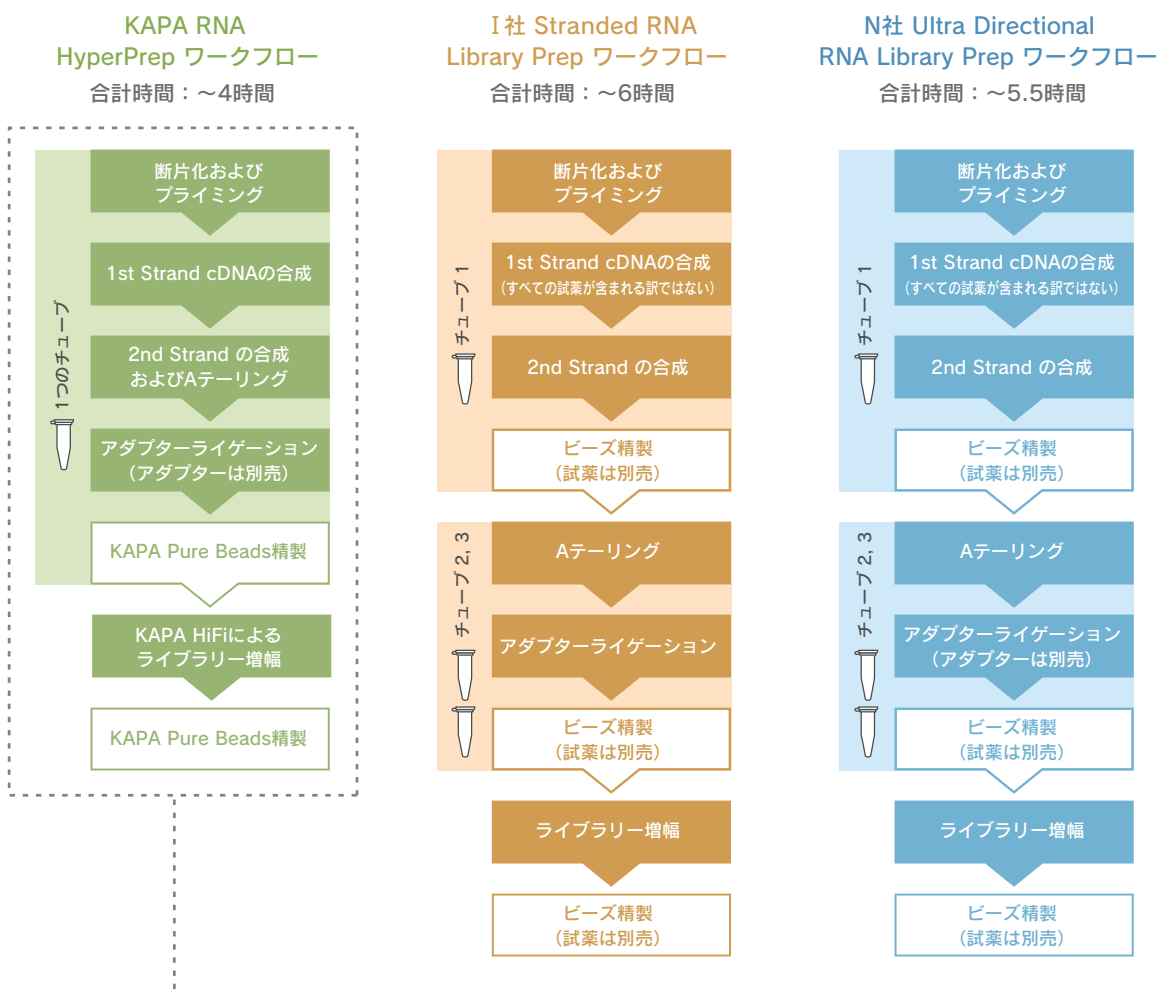 KAPA RNA
HyperPrep ワークフロー
合計時間：～4時間
1つのチューブ
断片化および
プライミング
1st Strand cDNAの合成
2nd Strand の合成
およびAテーリング
アダプターライゲーション
（アダプターは別売）
KAPA Pure Beads精製
KAPA HiFiによる
ライブラリー増幅
KAPA Pure Beads精製
I社 Stranded RNA
Library Prep ワークフロー
合計時間：～6時間
チューブ 1
断片化および
プライミング
1st Strand cDNAの合成
（すべての試薬が含まれる訳ではない）
2nd Strand の合成
ビーズ精製
（試薬は別売）
チューブ 2, 3
Aテーリング
アダプターライゲーション
ビーズ精製
（試薬は別売）
ライブラリー増幅
ビーズ精製
（試薬は別売）
N社 Ultra Directional
RNA Library Prep ワークフロー
合計時間：～5.5時間
チューブ 1
断片化および
プライミング
1st Strand cDNAの合成
（すべての試薬が含まれる訳ではない）
2nd Strand の合成
ビーズ精製
（試薬は別売）
チューブ 2, 3
Aテーリング
アダプターライゲーション
（アダプターは別売）
ビーズ精製
（試薬は別売）
ライブラリー増幅
ビーズ精製
（試薬は別売）